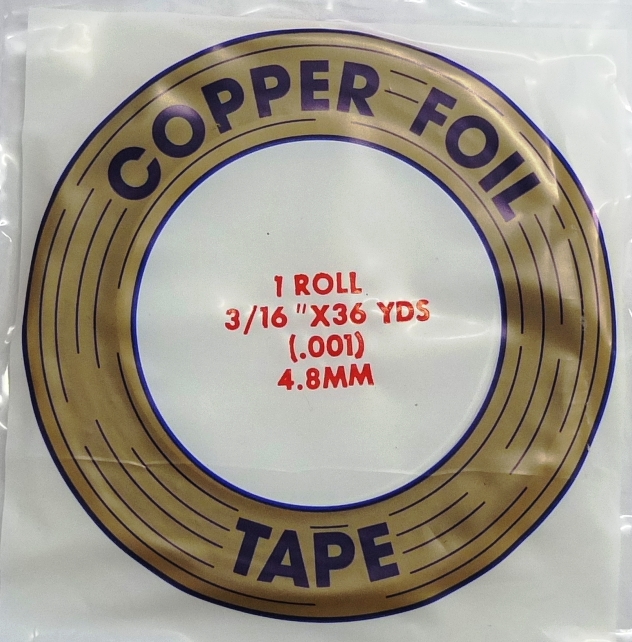 COPPER FOIL
1 ROLL
3/16 "X36 YDS
(.001)
4.8MM
TAPE